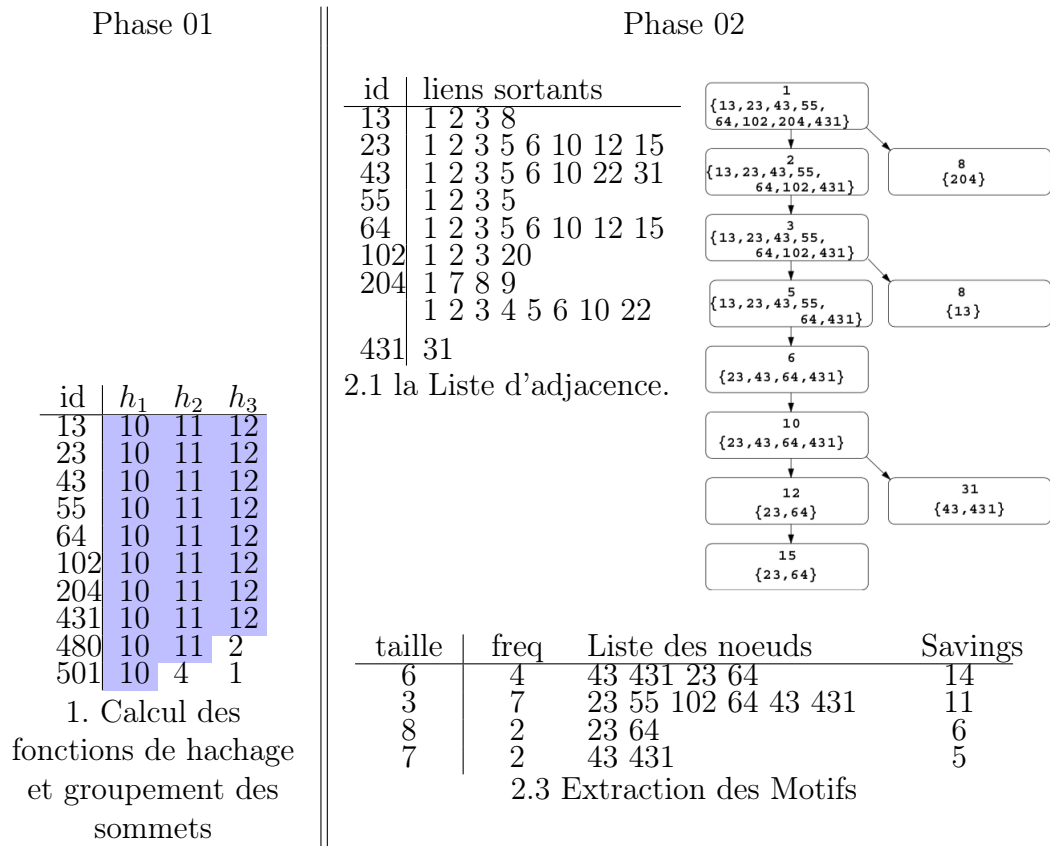 Phase 01
id h1 h2 h3
13 10 11 12
23 10 11 12
43 10 11 12
55 10 11 12
64 10 11 12
102 10 11 12
204 10 11 12
431 10 11 12
480 10 11 2
501 10 4 1
1. Calcul des
fonctions de hachage
et groupement des
sommets
Phase 02
id liens sortants
13 1 2 3 8
23 1 2 3 5 6 10 12 15
43 1 2 3 5 6 10 22 31
55 1 2 3 5
64 1 2 3 5 6 10 12 15
102 1 2 3 20
204 1 7 8 9
1 2 3 4 5 6 10 22
431 31
2.1 la Liste d'adjacence.
1
{13,23,43,55,
64,102,204,431}
8
{204}
2
{13,23,43,55,
64,102,431}
3
{13,23,43,55,
64,102,431}
8
{13}
5
{13,23,43,55,
64,431}
6
{23,43,64,431}
10
{23,43,64,431}
31
{43,431}
12
{23,64}
15
{23,64}
taille freq Liste des noeuds Savings
6 4 43 431 23 64 14
3 7 23 55 102 64 43 431 11
8 2 23 64 6
7 2 43 431 5
2.3 Extraction des Motifs